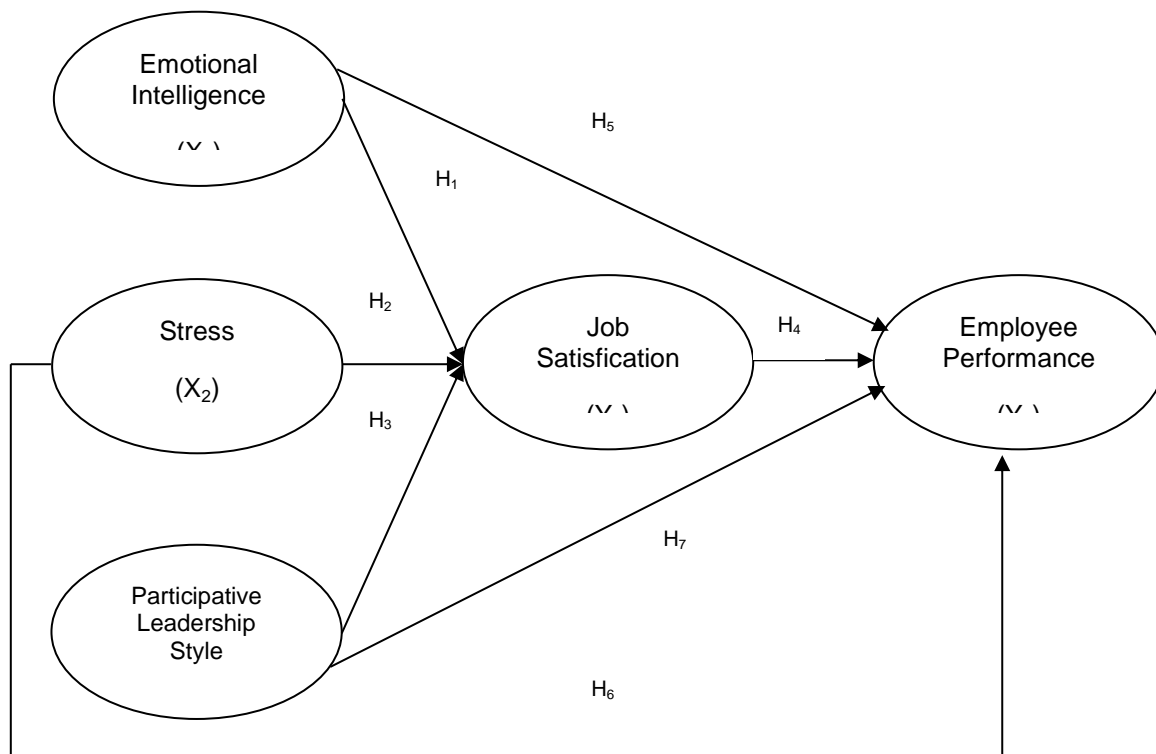 Emotional
Intelligence
H₅
H₁
H₂
Stress
(X₂)
Job
Satisfication
H₄
Employee
Performance
H₃
H₇
Participative
Leadership
Style
H₆